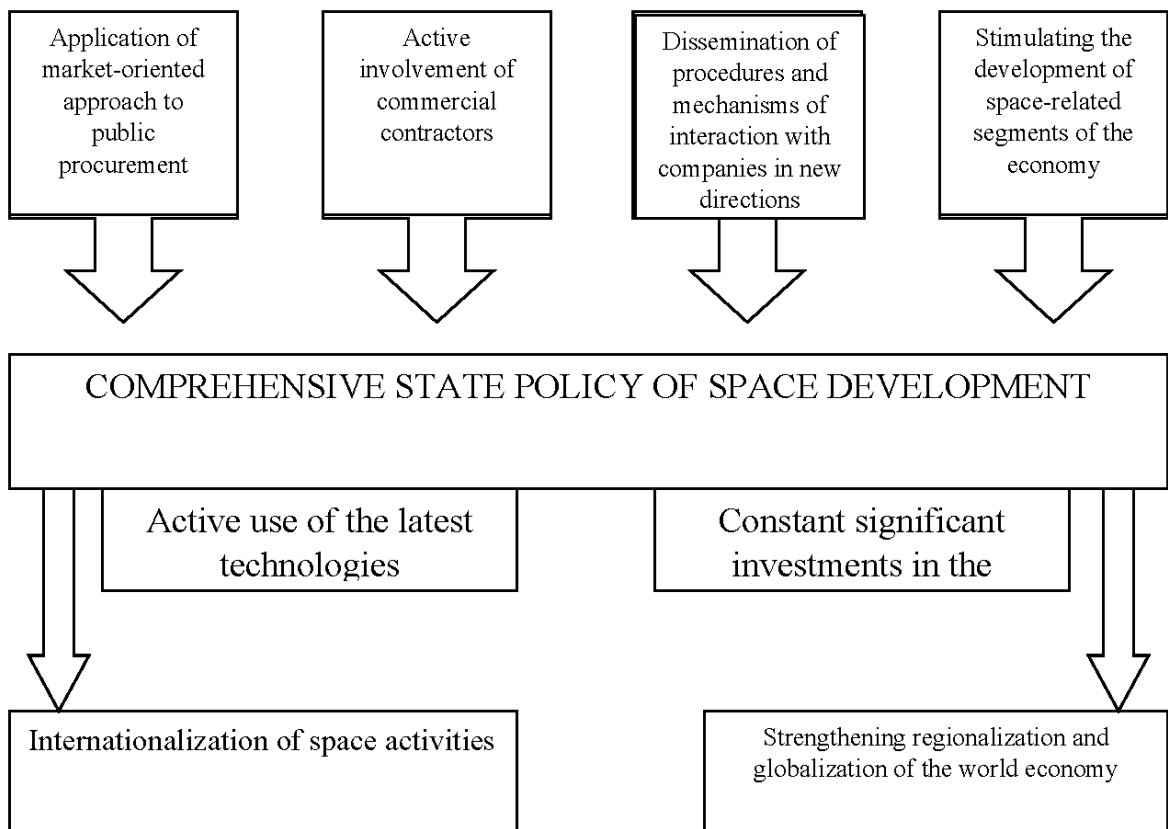 Application of
market-oriented
approach to
public
procurement
Active
involvement of
commercial
contractors
Dissemination of
procedures and
mechanisms of
interaction with
companies in new
directions
Stimulating the
development of
space-related
segments of the
economy
COMPREHENSIVE STATE POLICY OF SPACE DEVELOPMENT
Active use of the latest
technologies
Constant significant
investments in the
Internationalization of space activities
Strengthening regionalization and
globalization of the world economy